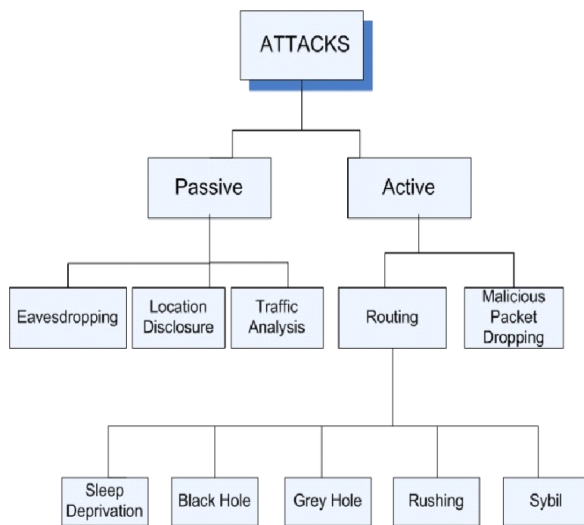 ATTACKS
Passive
Active
Eavesdropping
Location
Disclosure
Traffic
Analysis
Routing
Malicious
Packet
Dropping
Sleep
Deprivation
Black Hole
Grey Hole
Rushing
Sybil